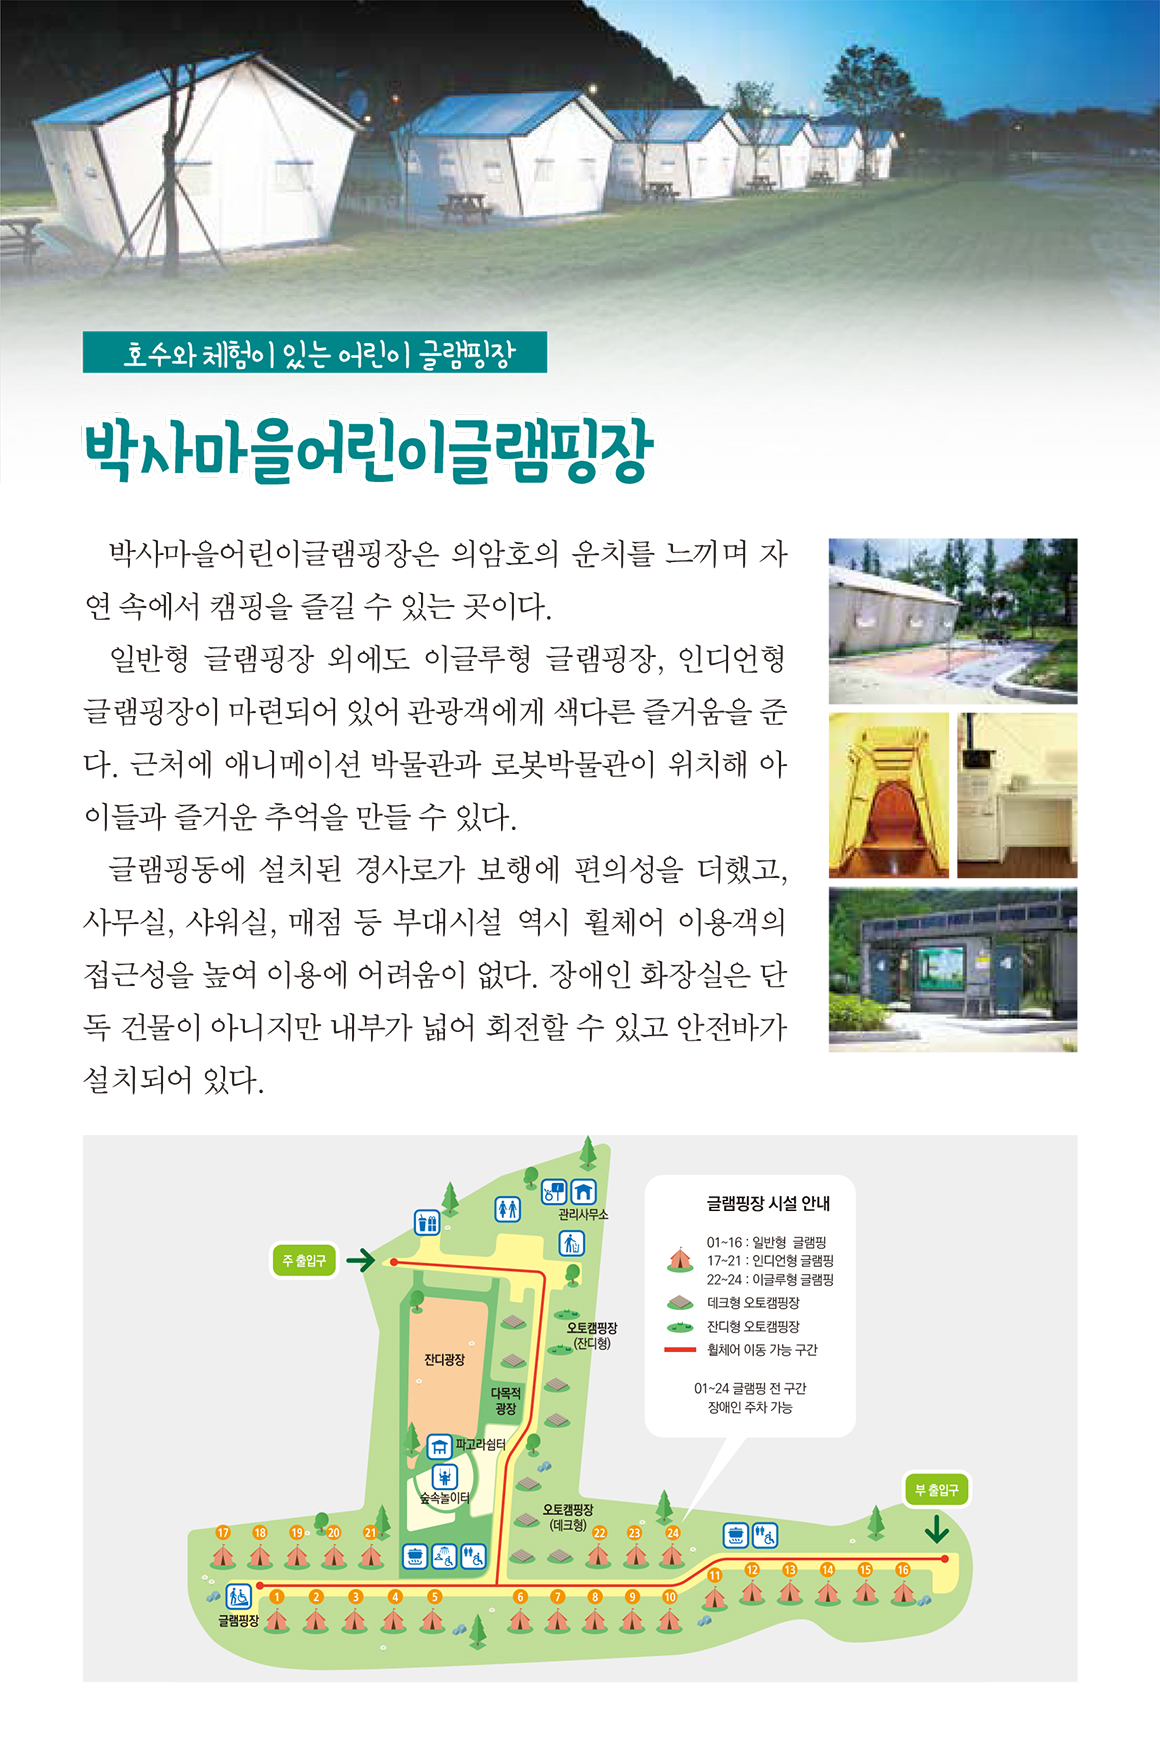 호수와 체험이 있는 어린이 글램핑장
박사마을어린이글램핑장
박사마을어린이글램핑장은 의암호의 운치를 느끼며 자
연 속에서 캠핑을 즐길 수 있는 곳이다.
일반형 글램핑장 외에도 이글루형 글램핑장, 인디언형
글램핑장이 마련되어 있어 관광객에게 색다른 즐거움을 준
다. 근처에 애니메이션 박물관과 로봇박물관이 위치해 아
이들과 즐거운 추억을 만들 수 있다.
글램핑동에 설치된 경사로가 보행에 편의성을 더했고,
사무실, 샤워실, 매점 등 부대시설 역시 휠체어 이용객의
접근성을 높여 이용에 어려움이 없다. 장애인 화장실은 단
독 건물이 아니지만 내부가 넓어 회전할 수 있고 안전바가
설치되어 있다.
관리사무소
주 출입구
글램핑장 시설 안내
01~16 : 일반형 글램핑
17~21 : 인디언형 글램핑
22~24 : 이글루형 글램핑
데크형 오토캠핑장
잔디형 오토캠핑장
휠체어 이동 가능 구간
01~24 글램핑 전 구간
장애인 주차 가능
오토캠핑장
(잔디형)
잔디광장
다목적
광장
파고라쉼터
숲속놀이터
오토캠핑장
(데크형)
부 출입구
17 18 19 20 21 22 23 24
글램핑장
1 2 3 4 5 6 7 8 9 10 11 12 13 14 15 16